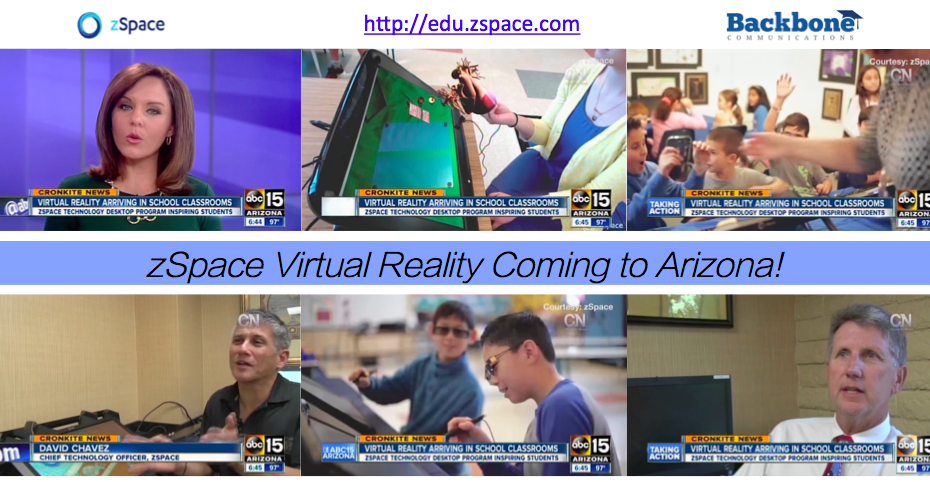 zSpace
http://edu.zspace.com
Backbone
COMMUNICATIONS
CRONKITE NEWS
VIRTUAL REALITY ARRIVING IN SCHOOL CLASSROOMS
ZSPACE TECHNOLOGY DESKTOP PROGRAM INSPIRING STUDENTS
@ab
abc 15
ARIZONA
6:44 97°
CN
CRONKITE NEWS
VIRTUAL REALITY ARRIVING IN SCHOOL CLASSROOMS
ZSPACE TECHNOLOGY DESKTOP PROGRAM INSPIRING STUDENTS
abc 15
ARIZONA
6:45 97°
Courtesy: zSpa
CN
TAKING
ACTION
CRONKITE NEWS
VIRTUAL REALITY ARRIVING IN SCHOOL CLASSROOMS
ZSPACE TECHNOLOGY DESKTOP PROGRAM INSPIRING STUDENTS
abc 15
ARIZONA
6:45 97°
zSpace Virtual Reality Coming to Arizona!
CN
om
CRONKITE NEWS
DAVID CHAVEZ
CHIEF TECHNOLOGY OFFICER, ZSPACE
abc 15
ARIZONA
6:45 97°
Courtesy: zSpace
CN
ABC15
ARIZONA
CRONKITE NEWS
VIRTUAL REALITY ARRIVING IN SCHOOL CLASSROOMS
ZSPACE TECHNOLOGY DESKTOP PROGRAM INSPIRING STUDENTS
abc 15
ARIZONA
6:45 97°
CN
TAKING
ACTION
CRONKITE NEWS
VIRTUAL REALITY ARRIVING IN SCHOOL CLASSROOMS
ZSPACE TECHNOLOGY DESKTOP PROGRAM INSPIRING STUDENTS
abc 15
ARIZONA
6:45 97°